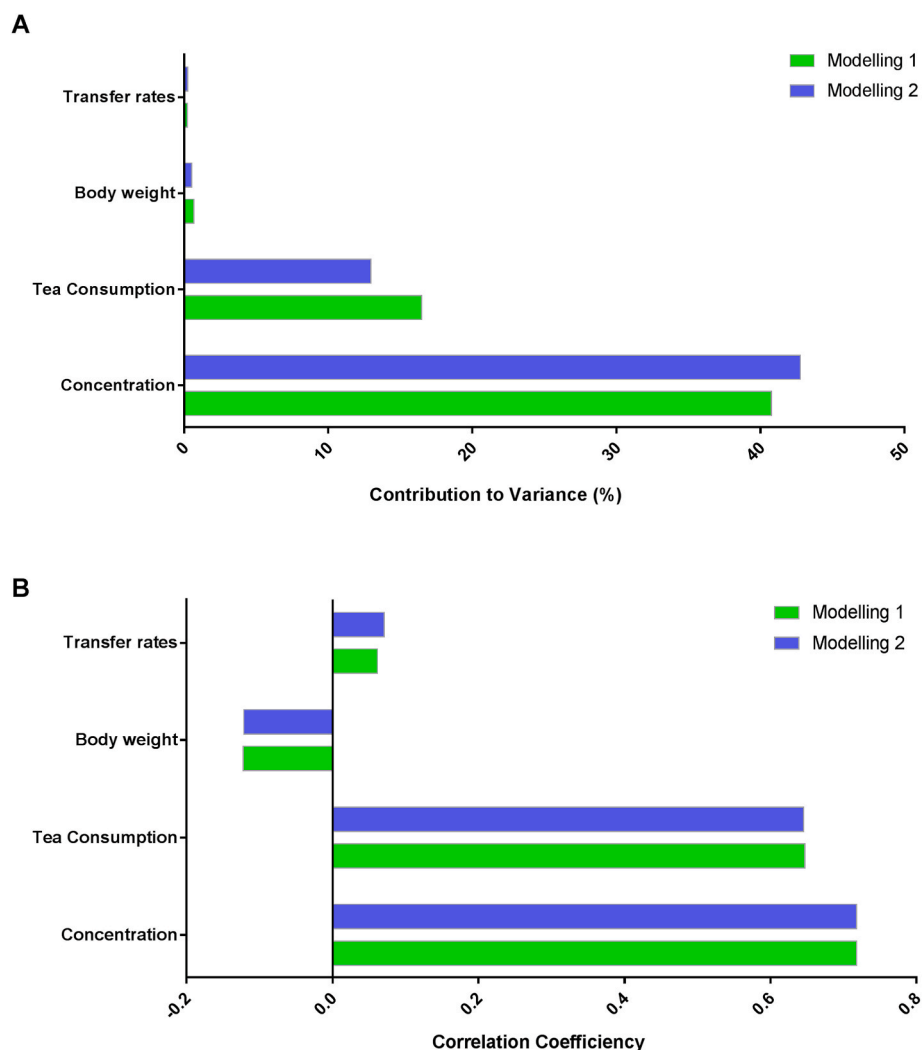 A
Modelling 1
Modelling 2
Transfer rates
Body weight
Tea Consumption
Concentration
0 10 20 30 40 50
Contribution to Variance (%)
B
Modelling 1
Modelling 2
Transfer rates
Body weight
Tea Consumption
Concentration
-0.2 0.0 0.2 0.4 0.6 0.8
Correlation Coefficiency